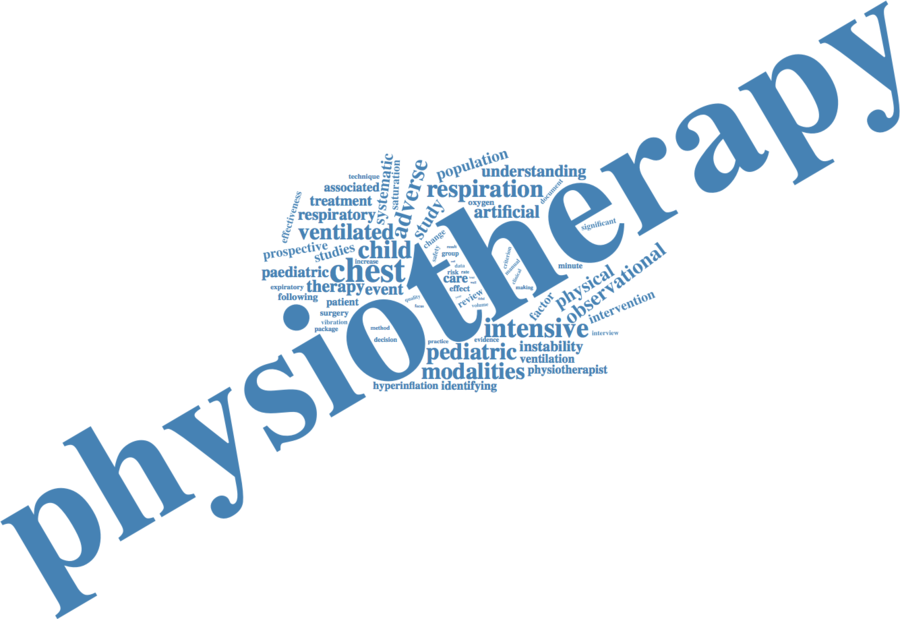 physiotherapy
population
understanding
technique
systematic
saturation
adverse
associated
respiration
document
treatment
effectiveness
oxygen
respiratory
study
artificial
significant
ventilated
change
prospective
studies
child
safety
group
criterion
increase
manual
paediatric
chest
data
risk
rate
minute
care
clinical
physical
observational
expiratory
therapy
event
effect
making
following
quality
review
factor
patient
volume
intervention
surgery
vibration
package
method
intensive
interview
decision
practice
evidence
pediatric
instability
ventilation
modalities
physiotherapist
hyperinflation
identifying